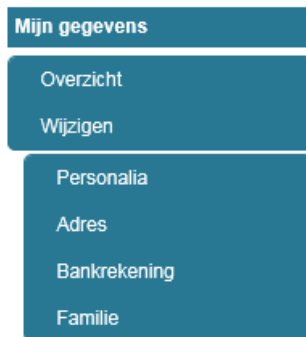 Mijn gegevens
Overzicht
Wijzigen
Personalia
Adres
Bankrekening
Familie